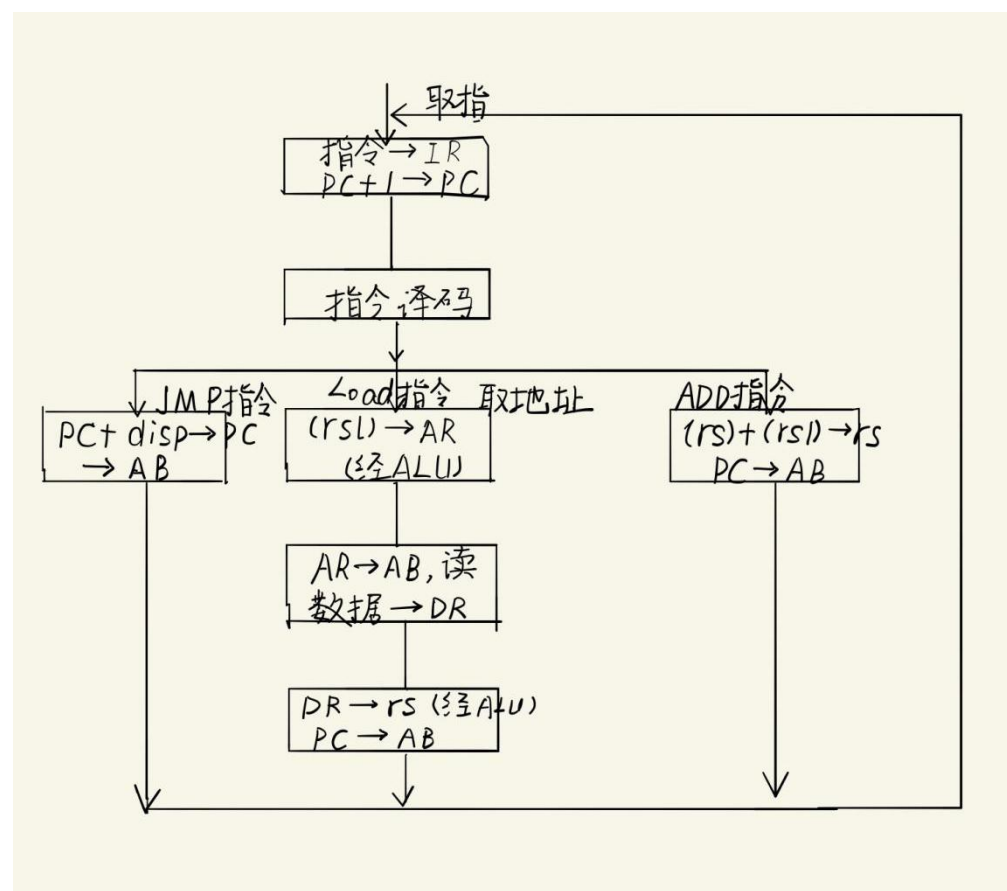 取指
指令→IR
PC+1→PC
指令译码
JMP指令
PC+disp→PC
→AB
Load指令
取地址
(rs1)→AR
(经ALU)
AR→AB,读
数据→DR
DR→rs(经ALU)
PC→AB
ADD指令
(rs)+(rs1)→rs
PC→AB